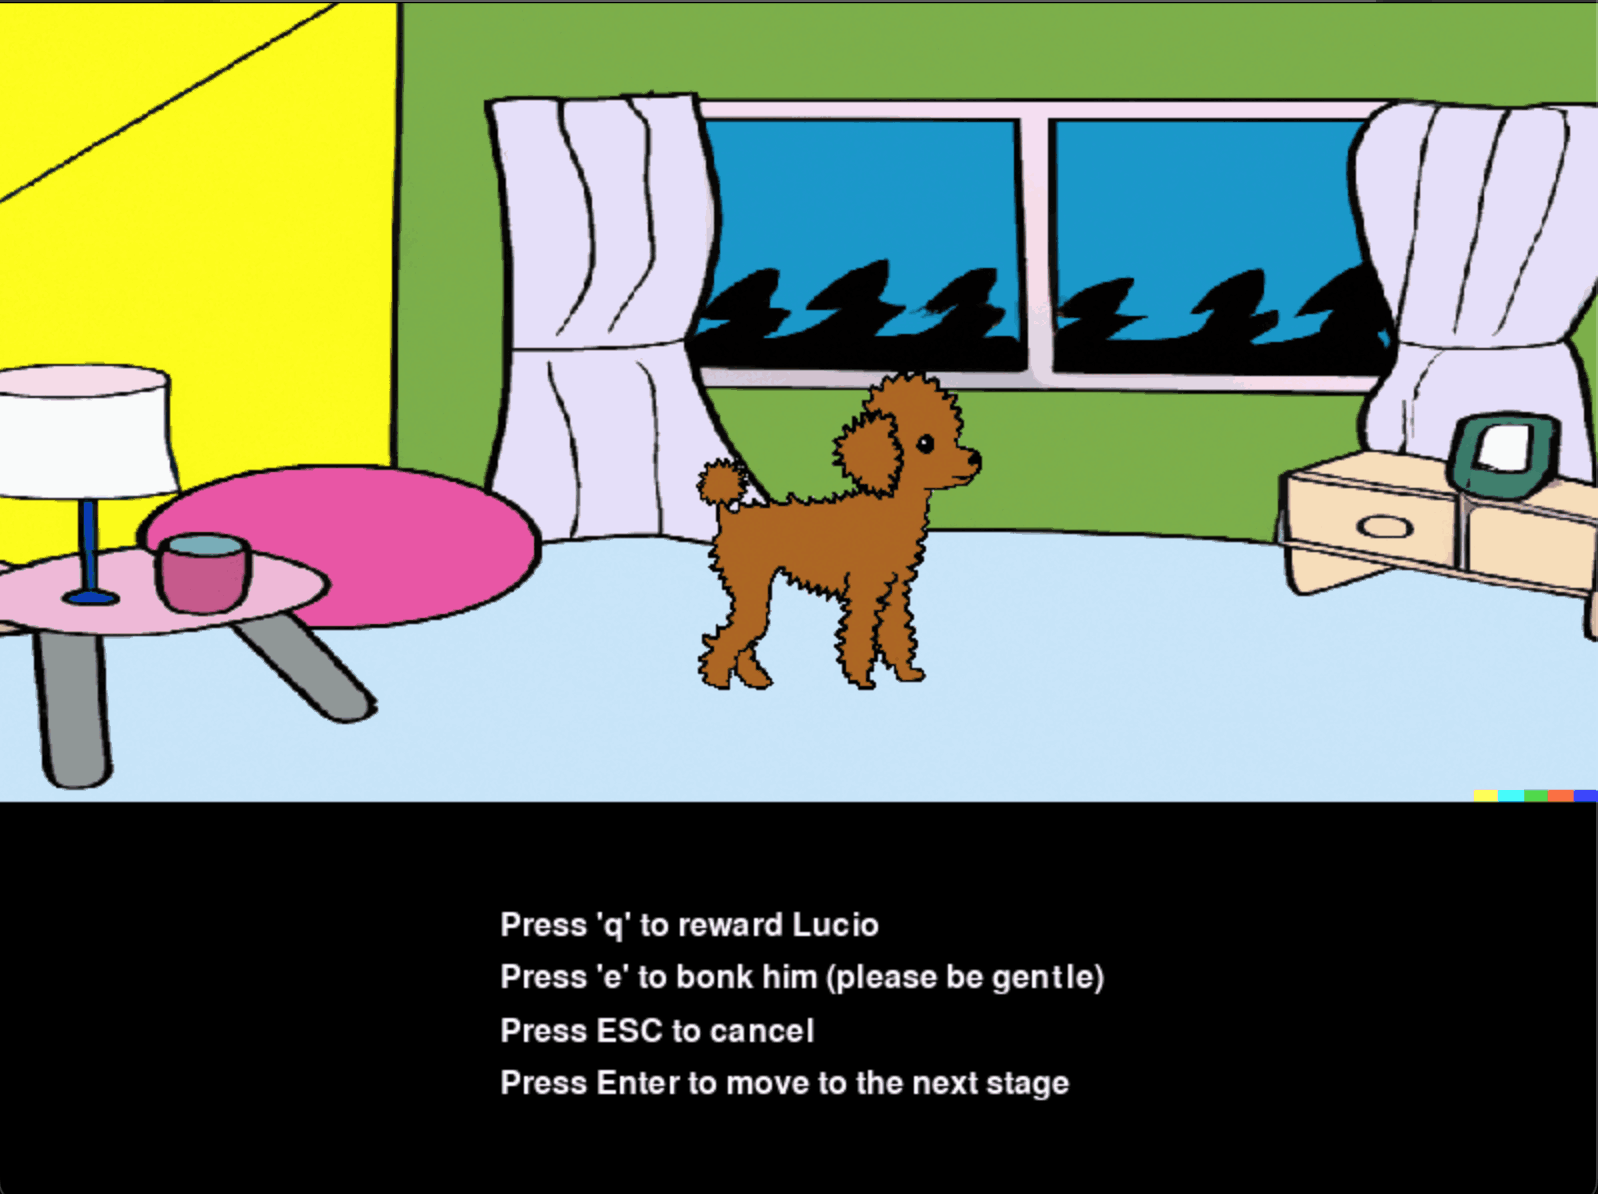 Press 'q' to reward Lucio
Press 'e' to bonk him (please be gentle)
Press ESC to cancel
Press Enter to move to the next stage